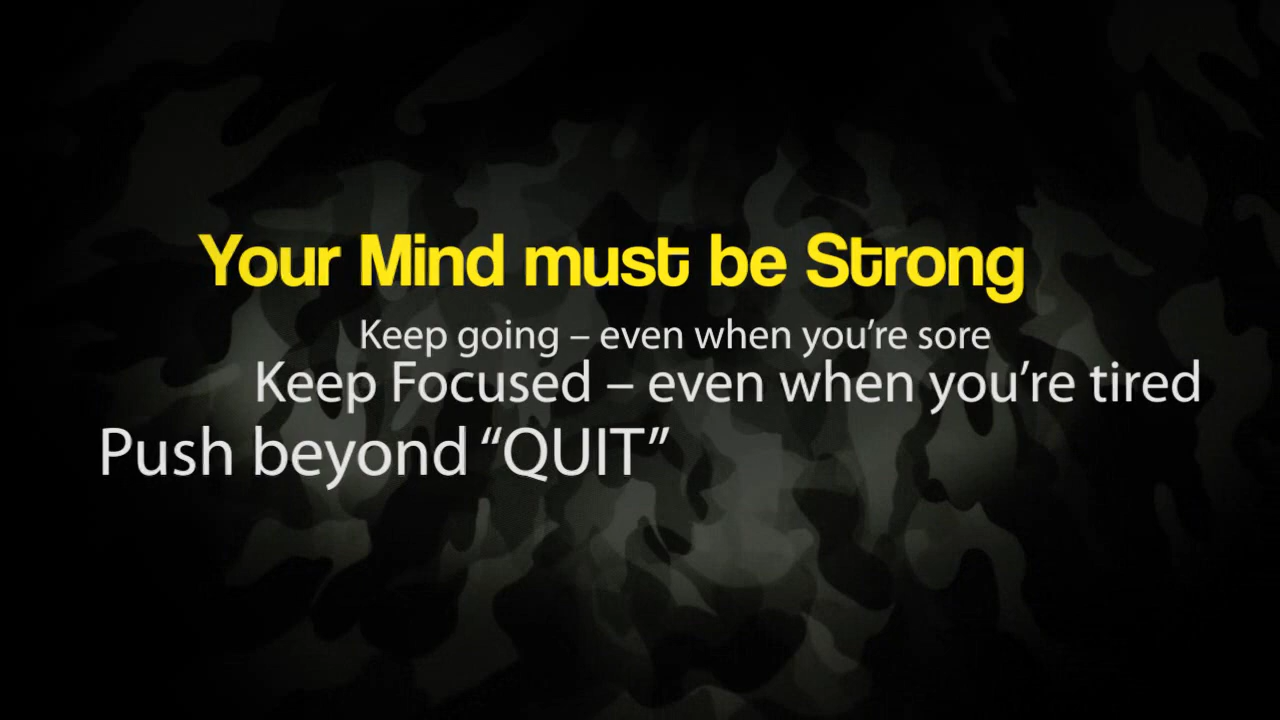 Your Mind must be Strong
Keep going – even when you’re sore
Keep Focused – even when you’re tired
Push beyond “QUIT”